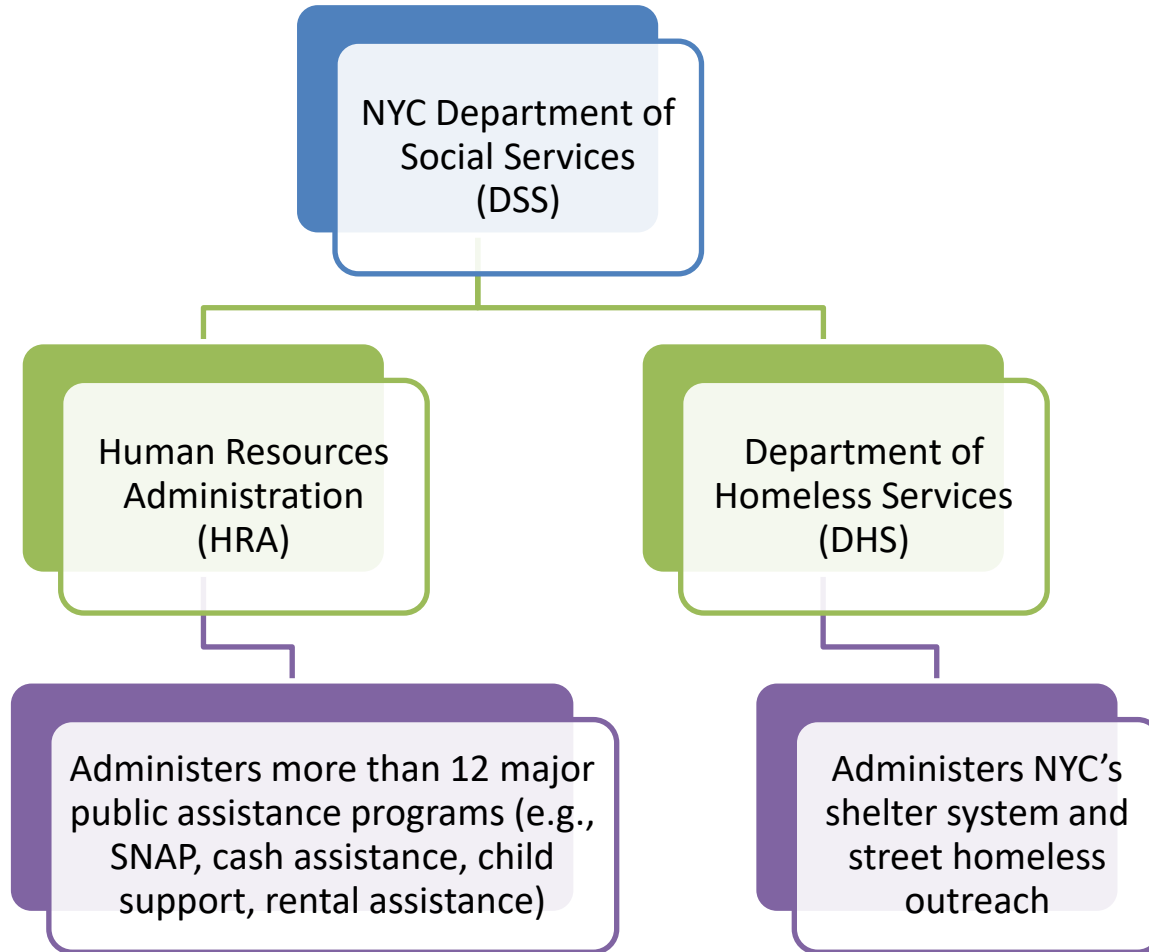 NYC Department of
Social Services
(DSS)
Human Resources
Administration
(HRA)
Department of
Homeless Services
(DHS)
Administers more than 12 major
public assistance programs (e.g.,
SNAP, cash assistance, child
support, rental assistance)
Administers NYC’s
shelter system and
street homeless
outreach